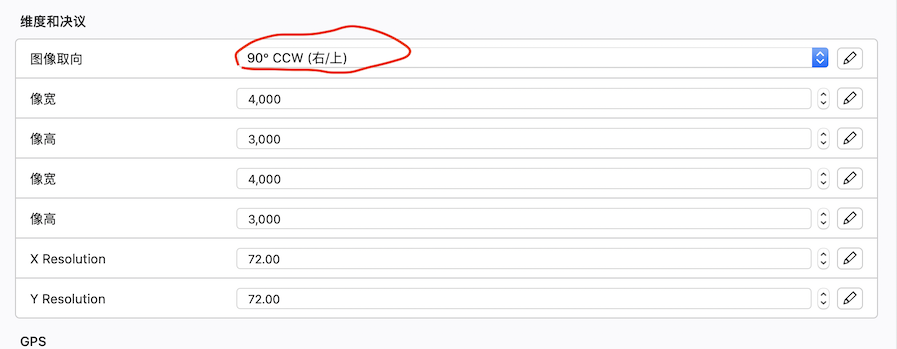 维度和决议
图像取向 90° CCW (右/上)
像宽 4,000
像高 3,000
像宽 4,000
像高 3,000
X Resolution 72.00
Y Resolution 72.00
GPS